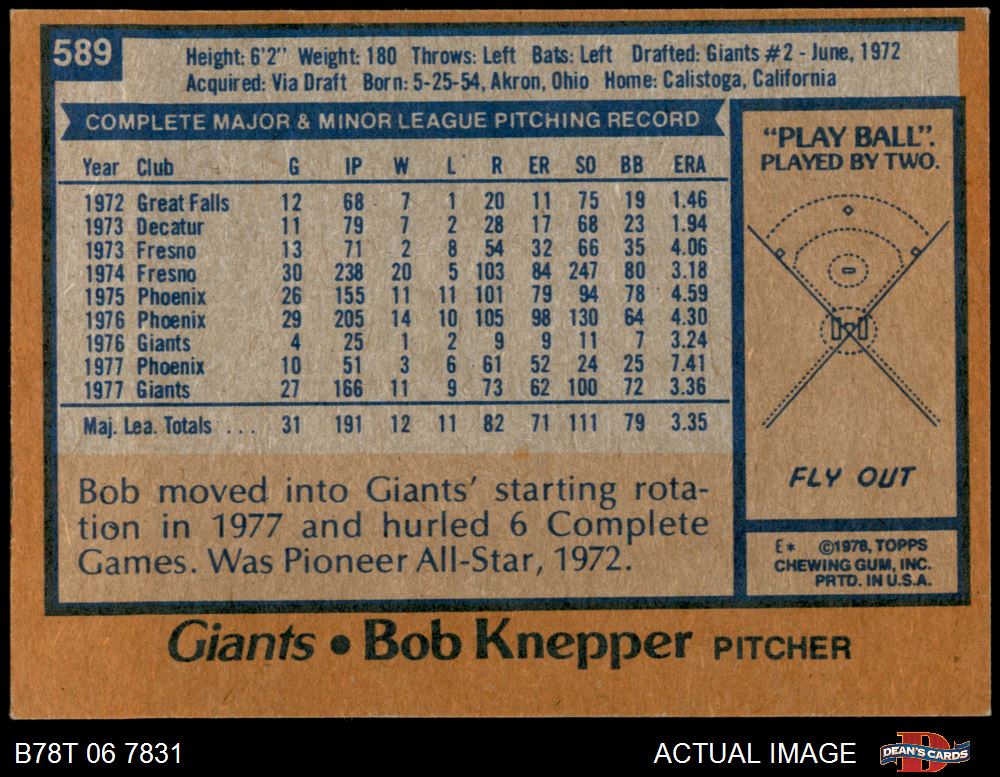 589
Height: 6'2" Weight: 180 Throws: Left Bats: Left Drafted: Giants #2 - June, 1972
Acquired: Via Draft Born: 5-25-54, Akron, Ohio Home: Calistoga, California
COMPLETE MAJOR & MINOR LEAGUE PITCHING RECORD
Year Club G IP W L R ER SO BB ERA
1972 Great Falls 12 68 7 1 20 11 75 19 1.46
1973 Decatur 11 79 7 2 28 17 68 23 1.94
1973 Fresno 13 71 2 8 54 32 66 35 4.06
1974 Fresno 30 238 20 5 103 84 247 80 3.18
1975 Phoenix 26 155 11 11 101 79 94 78 4.59
1976 Phoenix 29 205 14 10 105 98 130 64 4.30
1976 Giants 4 25 1 2 9 9 11 7 3.24
1977 Phoenix 10 51 3 6 61 52 24 25 7.41
1977 Giants 27 166 11 9 73 62 100 72 3.36
Maj. Lea. Totals ... 31 191 12 11 82 71 111 79 3.35
Bob moved into Giants' starting rota-
tion in 1977 and hurled 6 Complete
Games. Was Pioneer All-Star, 1972.
"PLAY BALL".
PLAYED BY TWO.
FLY OUT
E* ©1978, TOPPS
CHEWING GUM, INC.
PRTD. IN U.S.A.
Giants • Bob Knepper PITCHER
B78T 06 7831
ACTUAL IMAGE
DEAN'S CARDS